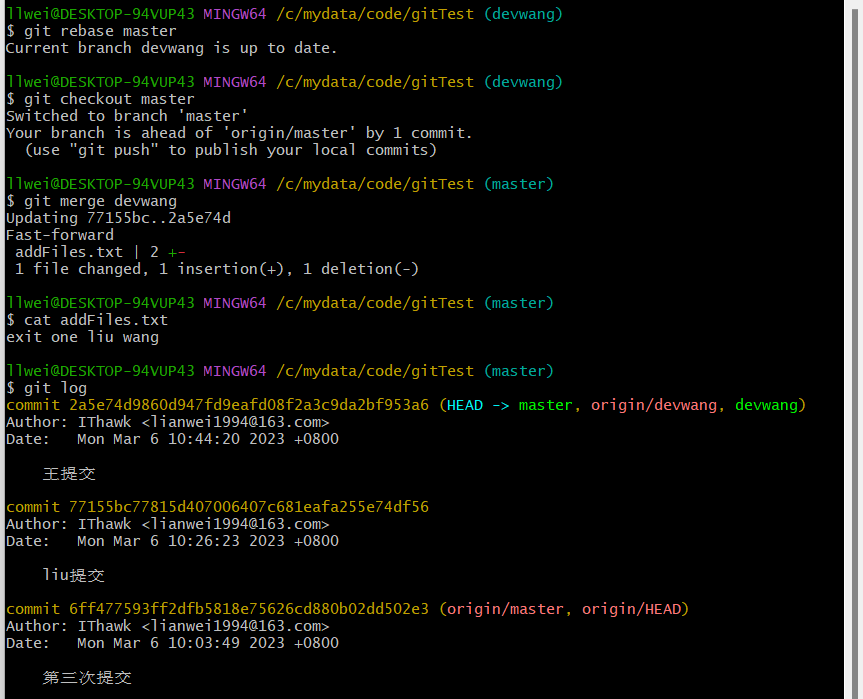 llwei@DESKTOP-94VUP43 MINGW64 /c/mydata/code/gitTest (devwang)
$ git rebase master
Current branch devwang is up to date.
llwei@DESKTOP-94VUP43 MINGW64 /c/mydata/code/gitTest (devwang)
$ git checkout master
Switched to branch 'master'
Your branch is ahead of 'origin/master' by 1 commit.
  (use "git push" to publish your local commits)
llwei@DESKTOP-94VUP43 MINGW64 /c/mydata/code/gitTest (master)
$ git merge devwang
Updating 77155bc..2a5e74d
Fast-forward
 addFiles.txt | 2 +-
 1 file changed, 1 insertion(+), 1 deletion(-)
llwei@DESKTOP-94VUP43 MINGW64 /c/mydata/code/gitTest (master)
$ cat addFiles.txt
exit one liu wang
llwei@DESKTOP-94VUP43 MINGW64 /c/mydata/code/gitTest (master)
$ git log
commit 2a5e74d9860d947fd9eafd08f2a3c9da2bf953a6 (HEAD -> master, origin/devwang, devwang)
Author: IThawk <lianwei1994@163.com>
Date:   Mon Mar 6 10:44:20 2023 +0800
    王提交
commit 77155bc77815d407006407c681eafa255e74df56
Author: IThawk <lianwei1994@163.com>
Date:   Mon Mar 6 10:26:23 2023 +0800
    liu提交
commit 6ff477593ff2dfb5818e75626cd880b02dd502e3 (origin/master, origin/HEAD)
Author: IThawk <lianwei1994@163.com>
Date:   Mon Mar 6 10:03:49 2023 +0800
    第三次提交